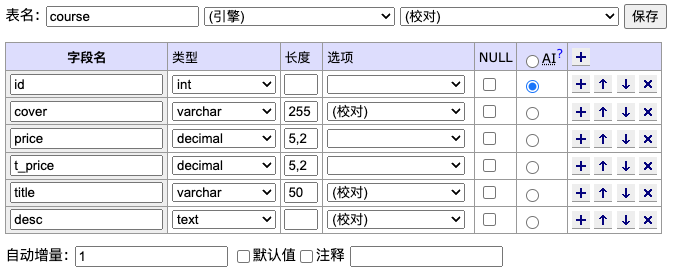 表名: course (引擎) (校对) 保存
字段名 类型 长度 选项 NULL AI?
id int
cover varchar 255 (校对)
price decimal 5,2
t_price decimal 5,2
title varchar 50 (校对)
desc text (校对)
自动增量: 1 默认值 注释